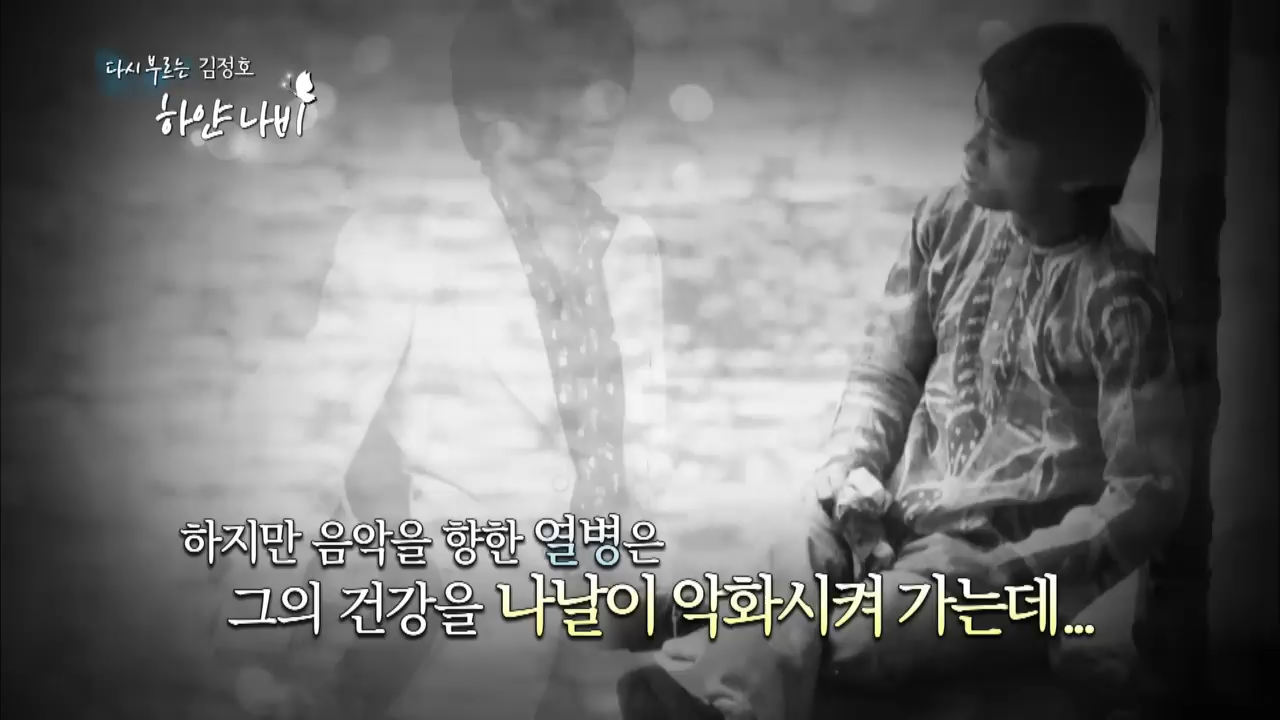 다시 부르는 김정호
하얀 나비
하지만 음악을 향한 열병은
그의 건강을 나날이 악화시켜 가는데...